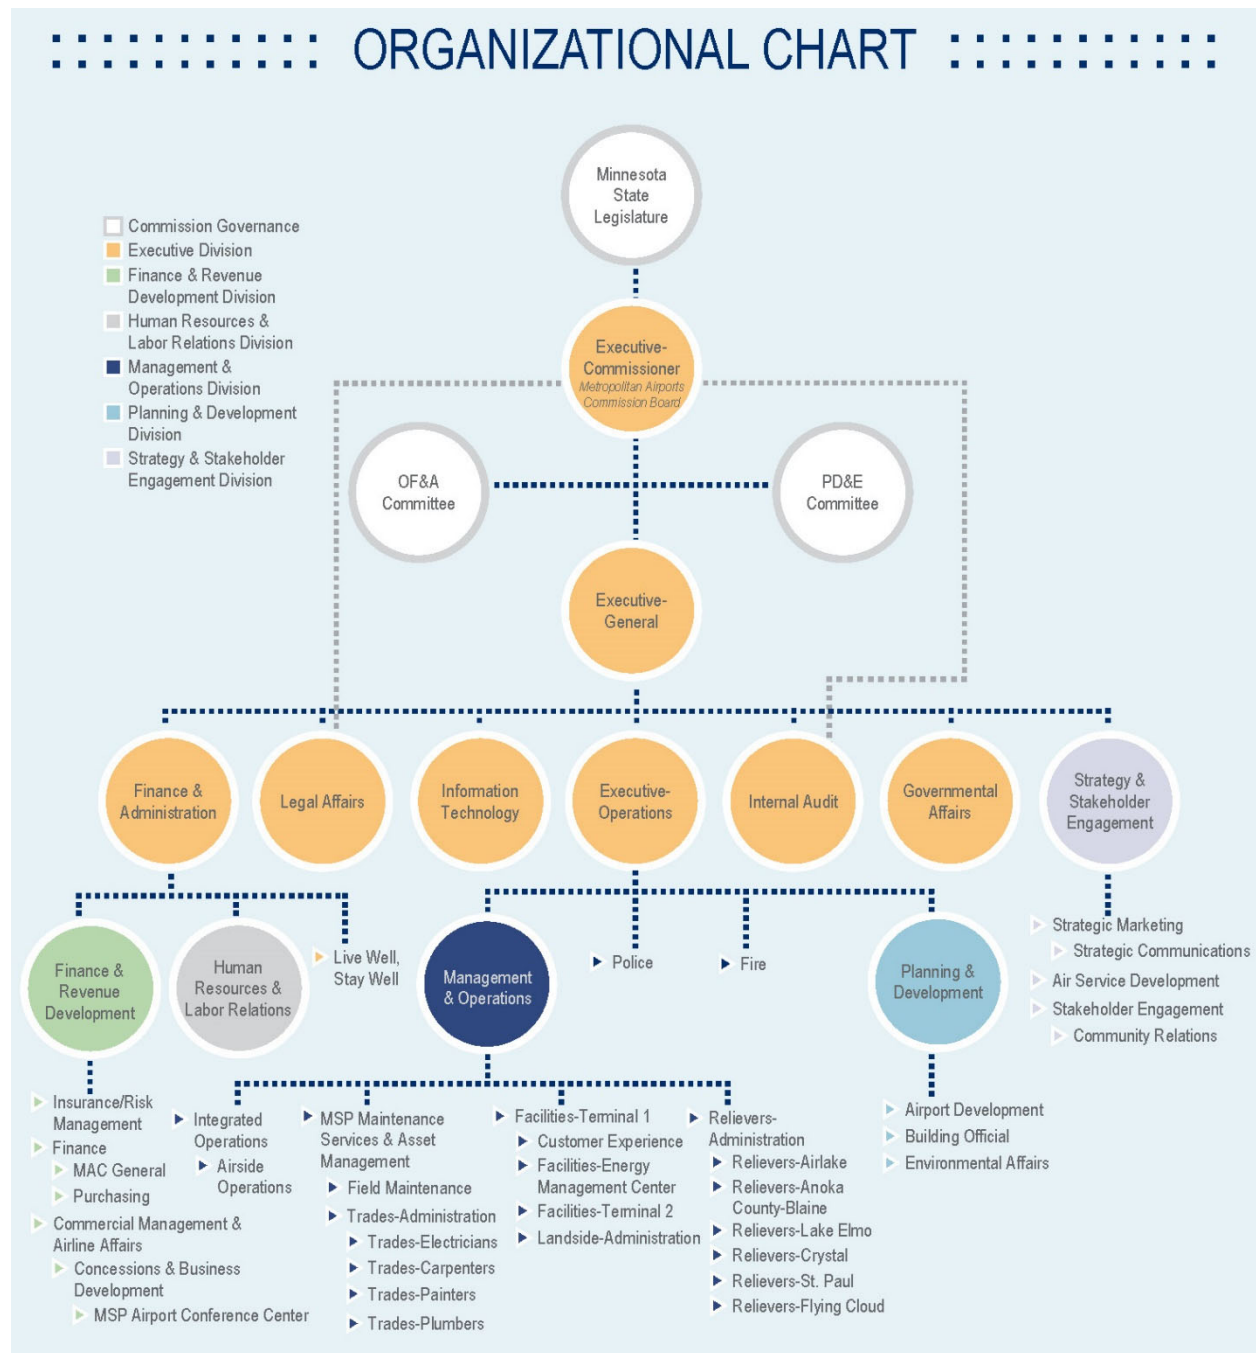 ORGANIZATIONAL CHART
Minnesota
State
Legislature
Commission Governance
Executive Division
Finance & Revenue
Development Division
Human Resources &
Labor Relations Division
Management &
Operations Division
Planning & Development
Division
Strategy & Stakeholder
Engagement Division
Executive-
Commissioner
Metropolitan Airports
Commission Board
OF&A
Committee
PD&E
Committee
Executive-
General
Finance &
Administration
Legal Affairs
Information
Technology
Executive-
Operations
Internal Audit
Governmental
Affairs
Strategy &
Stakeholder
Engagement
Finance &
Revenue
Development
Human
Resources &
Labor Relations
Live Well,
Stay Well
Management
& Operations
Police
Fire
Planning &
Development
Strategic Marketing
Strategic Communications
Air Service Development
Stakeholder Engagement
Community Relations
Insurance/Risk
Management
Finance
MAC General
Purchasing
Commercial Management &
Airline Affairs
Concessions & Business
Development
MSP Airport Conference Center
Integrated
Operations
Airside
Operations
MSP Maintenance
Services & Asset
Management
Field Maintenance
Trades-Administration
Trades-Electricians
Trades-Carpenters
Trades-Painters
Trades-Plumbers
Facilities-Terminal 1
Customer Experience
Facilities-Energy
Management Center
Facilities-Terminal 2
Landside-Administration
Relievers-
Administration
Relievers-Airlake
Relievers-Anoka
County-Blaine
Relievers-Lake Elmo
Relievers-Crystal
Relievers-St. Paul
Relievers-Flying Cloud
Airport Development
Building Official
Environmental Affairs